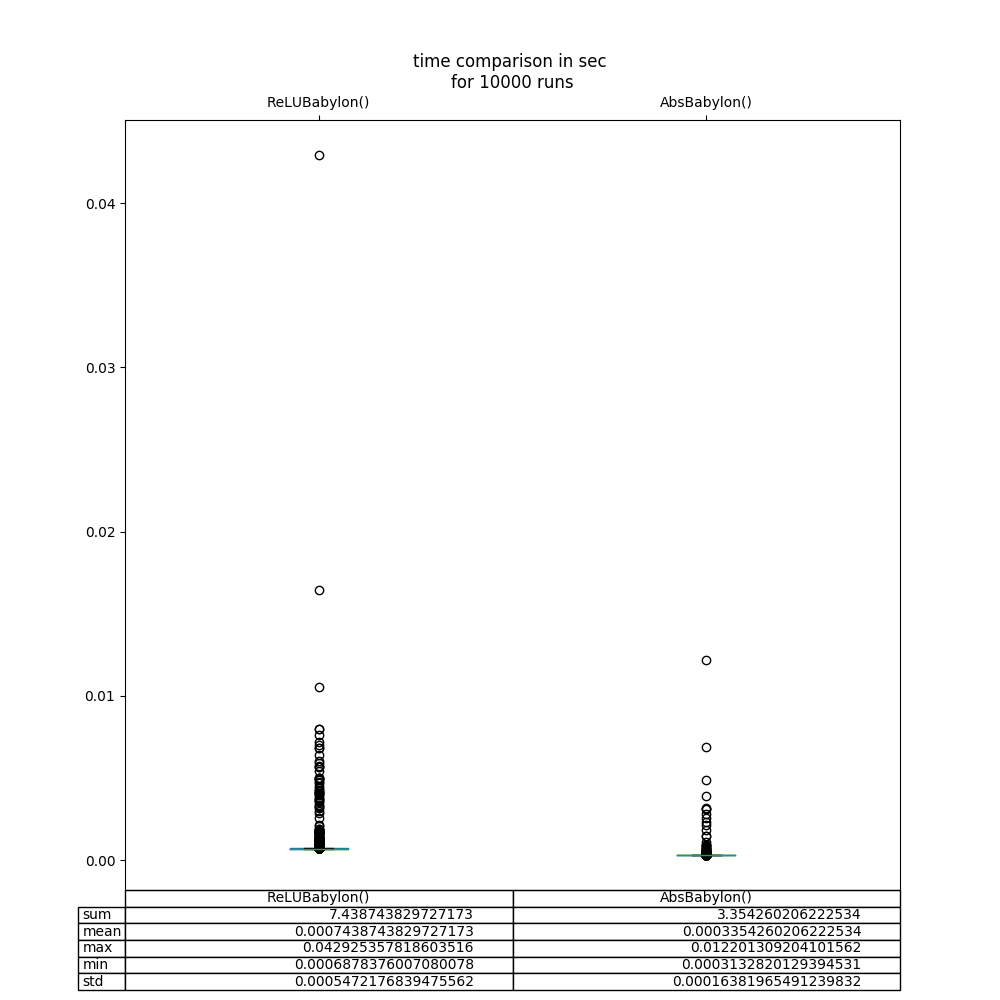 time comparison in sec
for 10000 runs
ReLUBabylon() AbsBabylon()
0.04
0.03
0.02
0.01
0.00
ReLUBabylon() AbsBabylon()
sum 7.438743829727173 3.354260206222534
mean 0.0007438743829727173 0.0003354260206222534
max 0.042925357818603516 0.012201309204101562
min 0.0006878376007080078 0.0003132820129394531
std 0.0005472176839475562 0.00016381965491239832